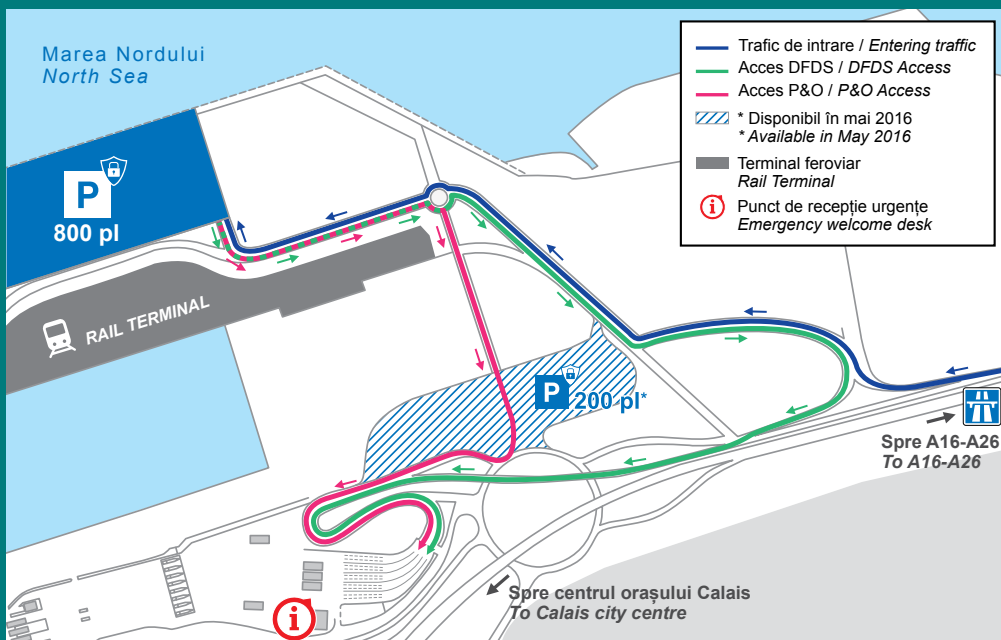 Marea Nordului
North Sea
Trafic de intrare / Entering traffic
Acces DFDS / DFDS Access
Acces P&O / P&O Access
* Disponibil în mai 2016
* Available in May 2016
Terminal feroviar
Rail Terminal
Punct de recepție urgențe
Emergency welcome desk
P
800 pl
RAIL TERMINAL
P 200 pl*
Spre A16-A26
To A16-A26
Spre centrul orașului Calais
To Calais city centre